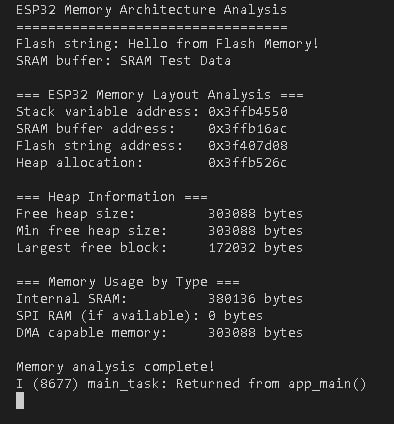 ESP32 Memory Architecture Analysis
==================================
Flash string: Hello from Flash Memory!
SRAM buffer: SRAM Test Data
=== ESP32 Memory Layout Analysis ===
Stack variable address: 0x3ffb4550
SRAM buffer address: 0x3ffb16ac
Flash string address: 0x3f407d08
Heap allocation: 0x3ffb526c
=== Heap Information ===
Free heap size: 303088 bytes
Min free heap size: 303088 bytes
Largest free block: 172032 bytes
=== Memory Usage by Type ===
Internal SRAM: 380136 bytes
SPI RAM (if available): 0 bytes
DMA capable memory: 303088 bytes
Memory analysis complete!
I (8677) main_task: Returned from app_main()